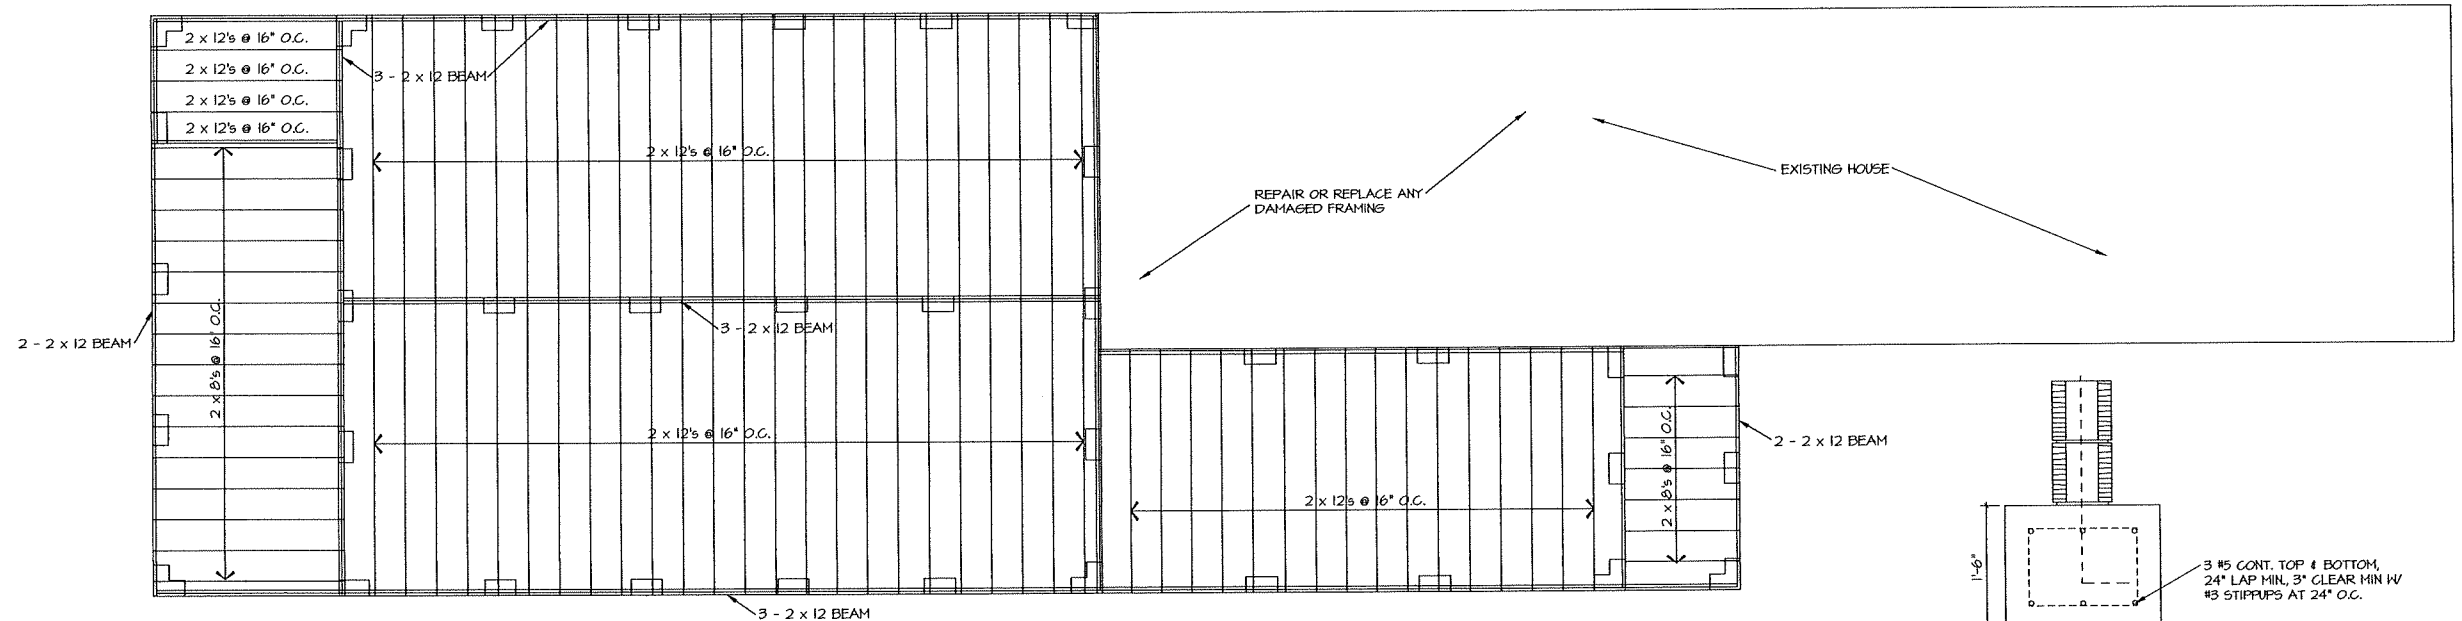 2 x 12's @ 16" O.C.
2 x 12's @ 16" O.C.
2 x 12's @ 16" O.C.
2 x 12's @ 16" O.C.
3 - 2 x 12 BEAM
2 x 12's @ 16" O.C.
REPAIR OR REPLACE ANY
DAMAGED FRAMING
EXISTING HOUSE
2 - 2 x 12 BEAM
2 x 8's @ 16" O.C.
3 - 2 x 12 BEAM
2 x 12's @ 16" O.C.
2 x 12's @ 16" O.C.
2 x 8's @ 16" O.C.
2 - 2 x 12 BEAM
3 - 2 x 12 BEAM
1'-6"
3 #5 CONT. TOP & BOTTOM,
24" LAP MIN, 3" CLEAR MIN W/
#3 STIPPUPS AT 24" O.C.